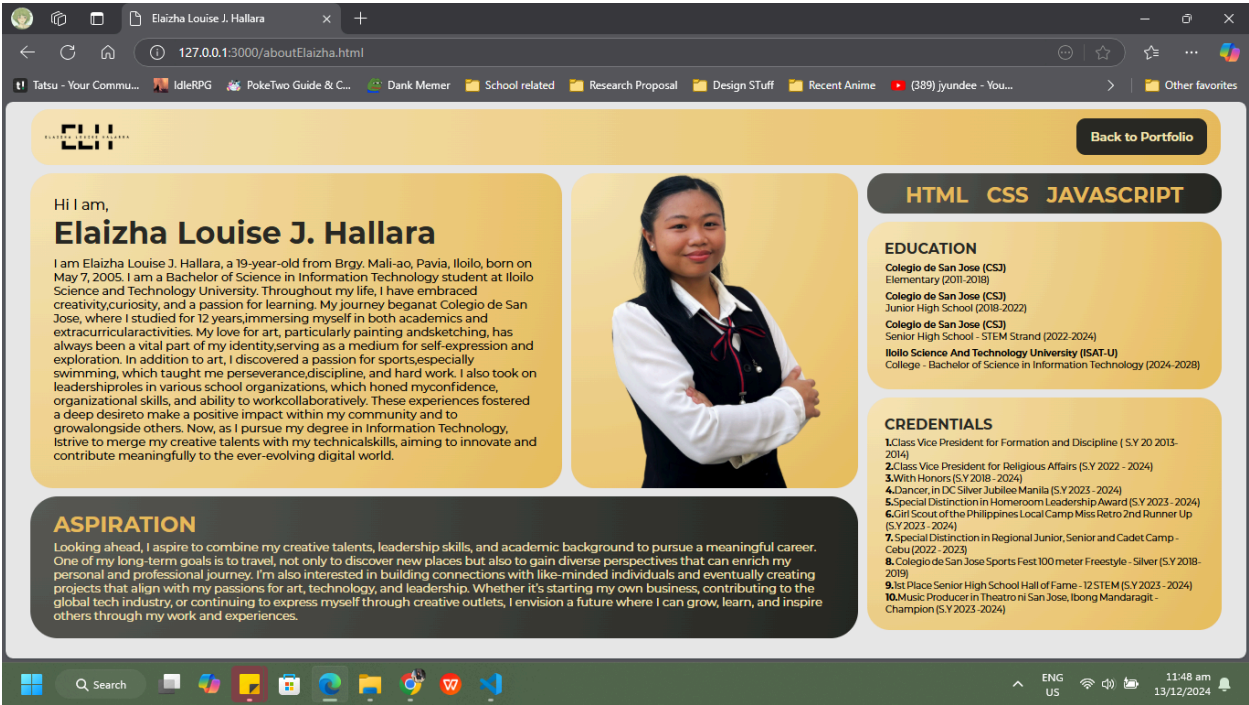 Elaizha Louise J. Hallara
127.0.0.1:3000/aboutElaizha.html
Tatsu - Your Commu...
IdleRPG
PokeTwo Guide & C...
Dank Memer
School related
Research Proposal
Design STuff
Recent Anime
(389) jyundee - You...
Other favorites
ELH
ELAIZHA LOUISE HALLARA
Back to Portfolio
Hi I am,
Elaizha Louise J. Hallara
I am Elaizha Louise J. Hallara, a 19-year-old from Brgy. Mali-ao, Pavia, Iloilo, born on
May 7, 2005. I am a Bachelor of Science in Information Technology student at Iloilo
Science and Technology University. Throughout my life, I have embraced
creativity,curiosity, and a passion for learning. My journey beganat Colegio de San
Jose, where I studied for 12 years,immersing myself in both academics and
extracurricularactivities. My love for art, particularly painting andsketching, has
always been a vital part of my identity,serving as a medium for self-expression and
exploration. In addition to art, I discovered a passion for sports,especially
swimming, which taught me perseverance,discipline, and hard work. I also took on
leadershiproles in various school organizations, which honed myconfidence,
organizational skills, and ability to workcollaboratively. These experiences fostered
a deep desireto make a positive impact within my community and to
growalongside others. Now, as I pursue my degree in Information Technology,
Istrive to merge my creative talents with my technicalskills, aiming to innovate and
contribute meaningfully to the ever-evolving digital world.
HTML CSS JAVASCRIPT
EDUCATION
Colegio de San Jose (CSJ)
Elementary (2011-2018)
Colegio de San Jose (CSJ)
Junior High School (2018-2022)
Colegio de San Jose (CSJ)
Senior High School - STEM Strand (2022-2024)
Iloilo Science And Technology University (ISAT-U)
College - Bachelor of Science in Information Technology (2024-2028)
CREDENTIALS
1.Class Vice President for Formation and Discipline ( S.Y 20 2013-
2014)
2.Class Vice President for Religious Affairs (S.Y 2022 - 2024)
3.With Honors (S.Y 2018 - 2024)
4.Dancer, in DC Silver Jubilee Manila (S.Y 2023 - 2024)
5.Special Distinction in Homeroom Leadership Award (S.Y 2023 - 2024)
6.Girl Scout of the Philippines Local Camp Miss Retro 2nd Runner Up
(S.Y 2023 - 2024)
7. Special Distinction in Regional Junior, Senior and Cadet Camp -
Cebu (2022 - 2023)
8. Colegio de San Jose Sports Fest 100 meter Freestyle - Silver (S.Y 2018-
2019)
9.1st Place Senior High School Hall of Fame - 12 STEM (S.Y 2023 - 2024)
10.Music Producer in Theatro ni San Jose, Ibong Mandaragit -
Champion (S.Y 2023 -2024)
ASPIRATION
Looking ahead, I aspire to combine my creative talents, leadership skills, and academic background to pursue a meaningful career.
One of my long-term goals is to travel, not only to discover new places but also to gain diverse perspectives that can enrich my
personal and professional journey. I'm also interested in building connections with like-minded individuals and eventually creating
projects that align with my passions for art, technology, and leadership. Whether it's starting my own business, contributing to the
global tech industry, or continuing to express myself through creative outlets, I envision a future where I can grow, learn, and inspire
others through my work and experiences.
Search
ENG
US
11:48 am
13/12/2024